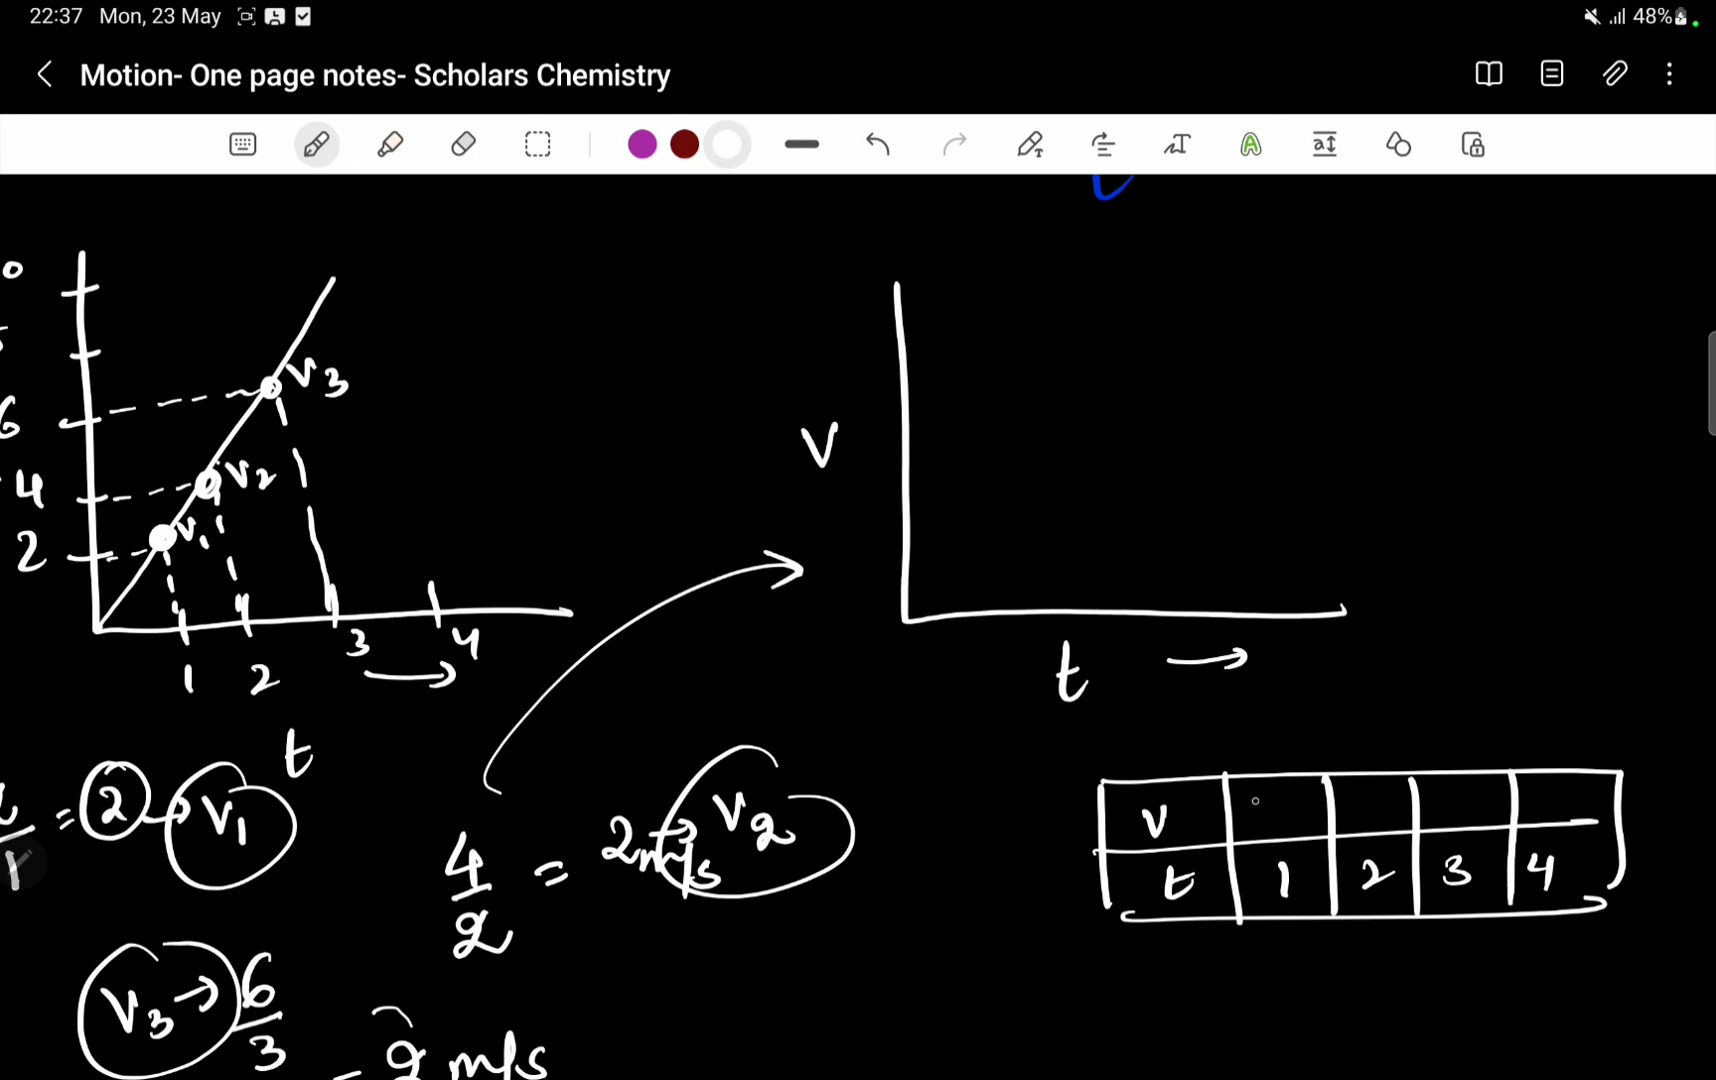 22:37 Mon, 23 May
48%
Motion- One page notes- Scholars Chemistry
6
4
2
V3
V2
V1
1 2 3 4
t
V
t
= 2 → V1
4/2 = 2m/s → V2
V3 → 6/3
= 2 m/s
V
t 1 2 3 4